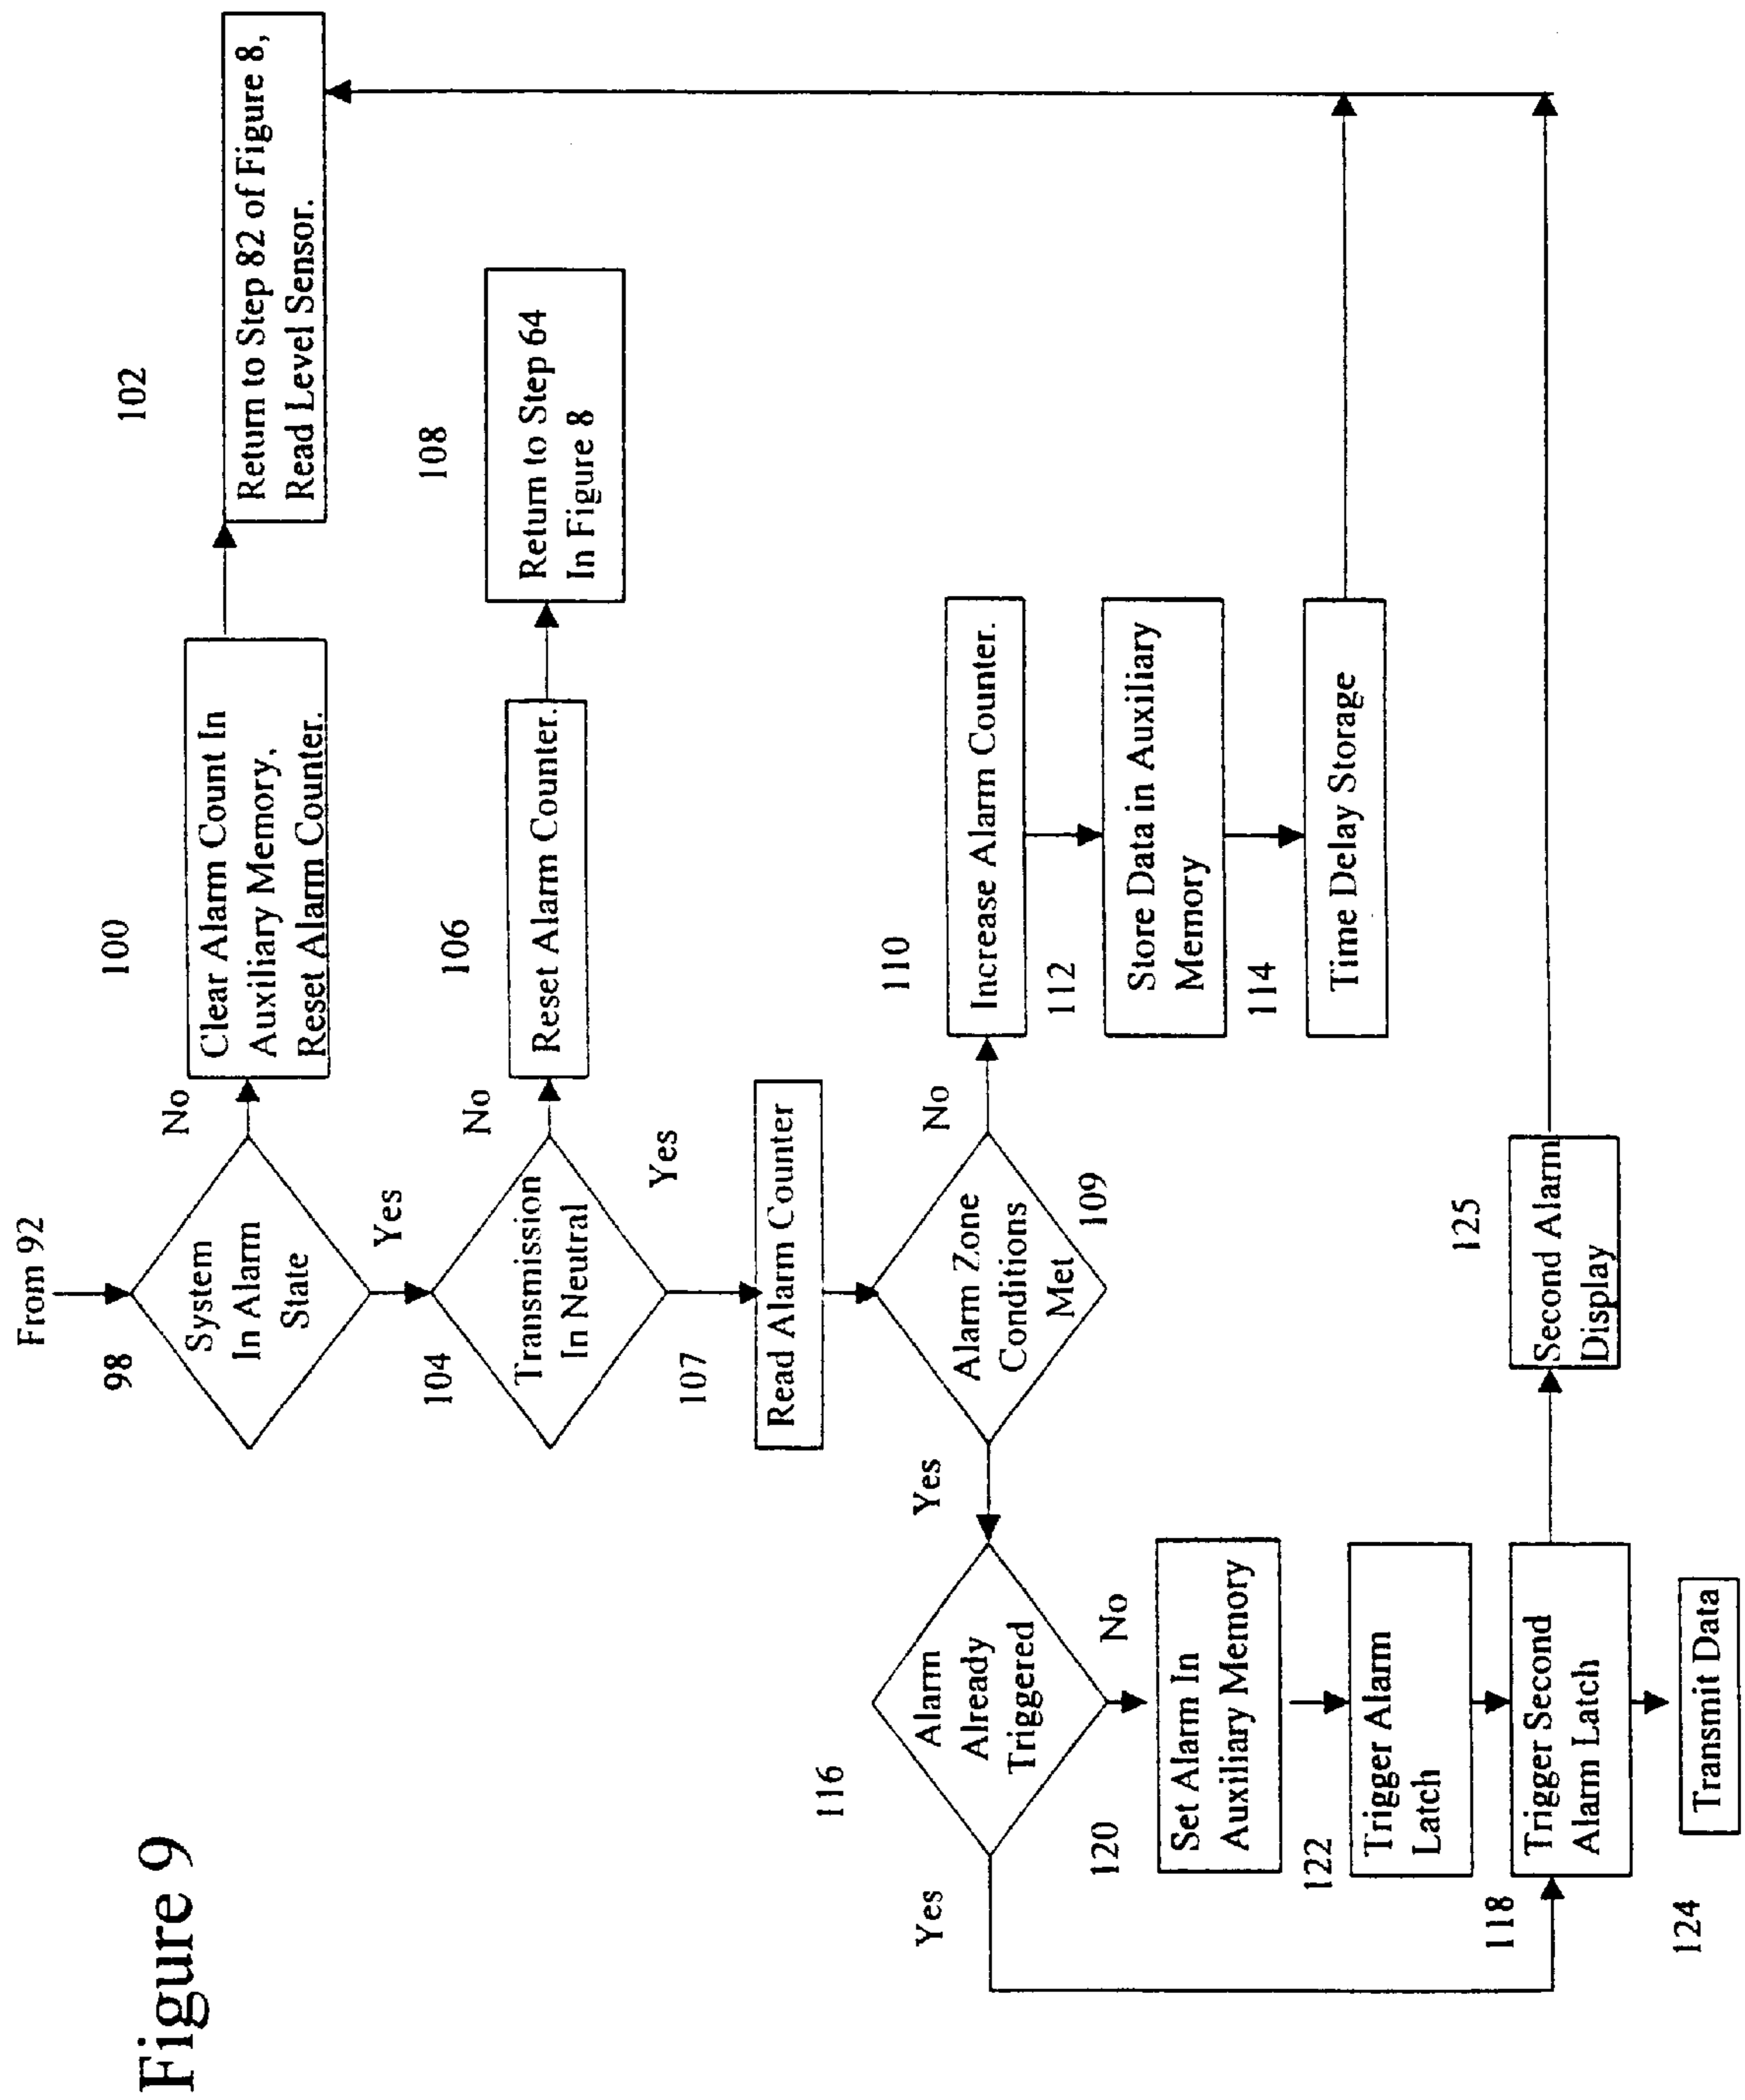 Figure 9
From 92
98
System
In Alarm
State
No
100
Clear Alarm Count In
Auxiliary Memory,
Reset Alarm Counter.
102
Return to Step 82 of Figure 8,
Read Level Sensor.
Yes
104
Transmission
In Neutral
No
106
Reset Alarm Counter.
108
Return to Step 64
In Figure 8
Yes
107
Read Alarm Counter
Alarm Zone
Conditions
Met
109
No
110
Increase Alarm Counter.
112
Store Data in Auxiliary
Memory
114
Time Delay Storage
Yes
116
Alarm
Already
Triggered
No
120
Set Alarm In
Auxiliary Memory
122
Trigger Alarm
Latch
Yes
118
Trigger Second
Alarm Latch
125
Second Alarm
Display
124
Transmit Data